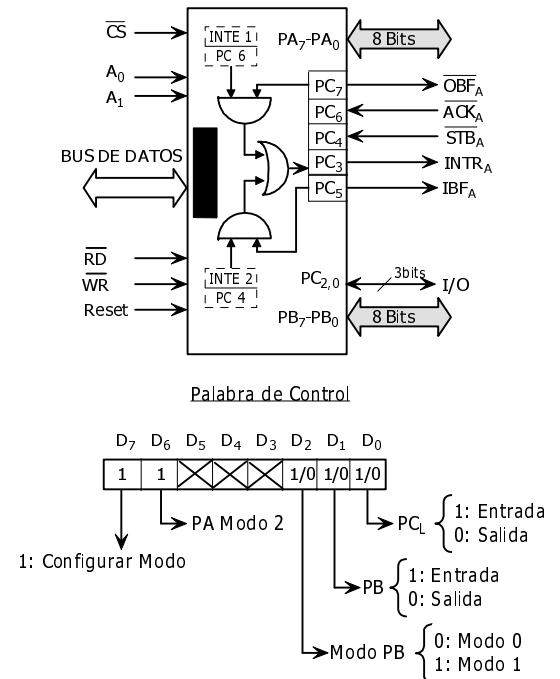 CS
A0
A1
BUS DE DATOS
RD
WR
Reset
INTE 1
PC 6
INTE 2
PC 4
PA7-PA0
8 Bits
PC7
OBFA
PC6
ACKA
PC4
STBA
PC3
INTRA
PC5
IBFA
PC2,0
3bits
I/O
PB7-PB0
8 Bits
Palabra de Control
D7 D6 D5 D4 D3 D2 D1 D0
1 1 1/0 1/0 1/0
PA Modo 2
1: Configurar Modo
PCL
1: Entrada
0: Salida
PB
1: Entrada
0: Salida
Modo PB
0: Modo 0
1: Modo 1